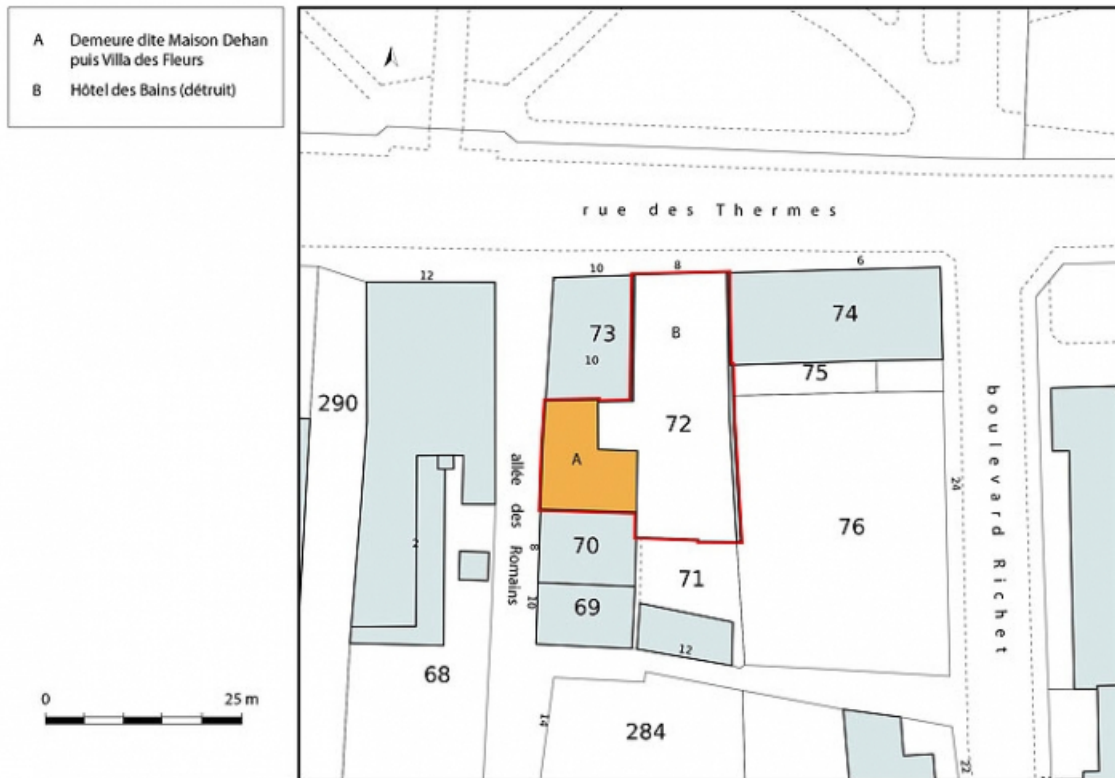 A Demeure dite Maison Dehan
puis Villa des Fleurs
B Hôtel des Bains (détruit)
rue des Thermes
12
10
8
6
73
10
B
74
75
290
72
A
allée des Romains
24
boulevard Richet
76
2
8
70
71
10
69
12
68
0 25 m
14
284
22